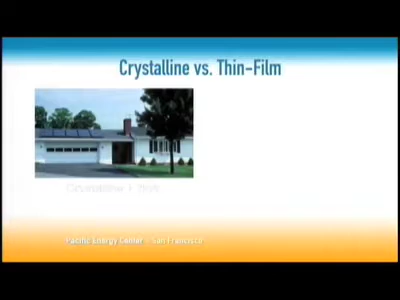 Crystalline vs. Thin-Film
Pacific Energy Center - San Francisco